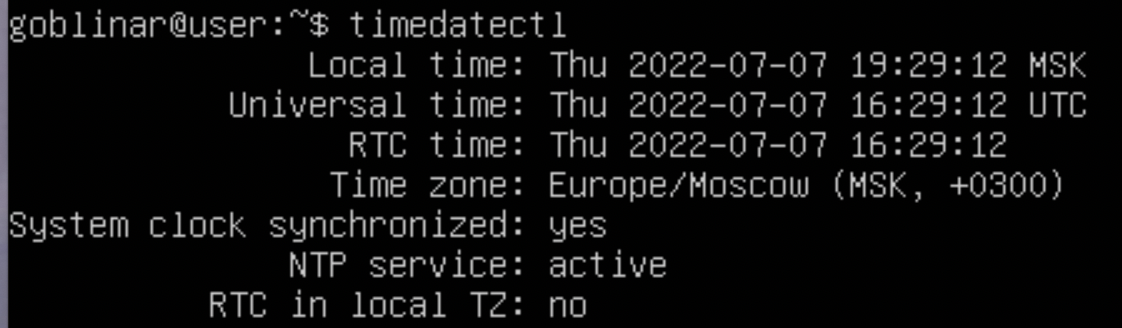 goblinar@user:~$ timedatectl
Local time: Thu 2022-07-07 19:29:12 MSK
Universal time: Thu 2022-07-07 16:29:12 UTC
RTC time: Thu 2022-07-07 16:29:12
Time zone: Europe/Moscow (MSK, +0300)
System clock synchronized: yes
NTP service: active
RTC in local TZ: no